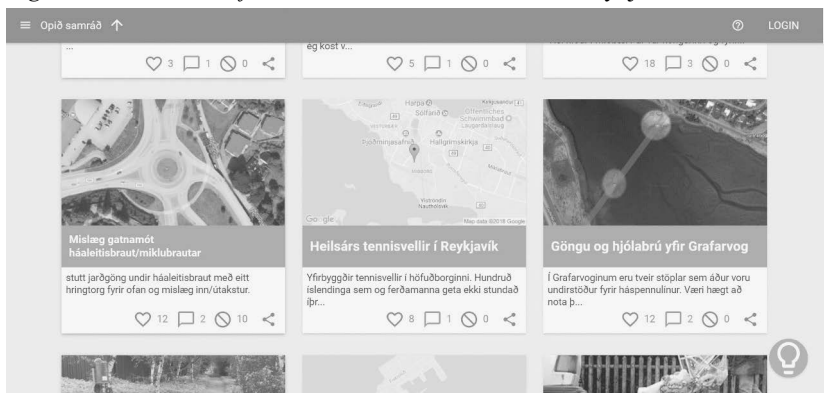 Opið samráð
LOGIN
...
ég kost v...
3 1 0
5 1 0
18 3 0
Harpa
Sólfarið
Þjóðminjasafnið
Hallgrímskirkja
Google
Map data ©2018 Google
Mislæg gatnamót
háaleitisbraut/miklubrautar
Heilsárs tennisvellir í Reykjavík
Göngu og hjólabrú yfir Grafarvog
stutt jarðgöng undir háaleitisbraut með eitt
hringtorg fyrir ofan og mislæg inn/útakstur.
Yfirbyggðir tennisvellir í höfuðborginni. Hundruð
íslendinga sem og ferðamanna geta ekki stundað
íþr...
Í Grafarvoginum eru tveir stöplar sem áður voru
undirstöður fyrir háspennulínur. Væri hægt að
nota þ...
12 2 10
8 1 0
12 2 0